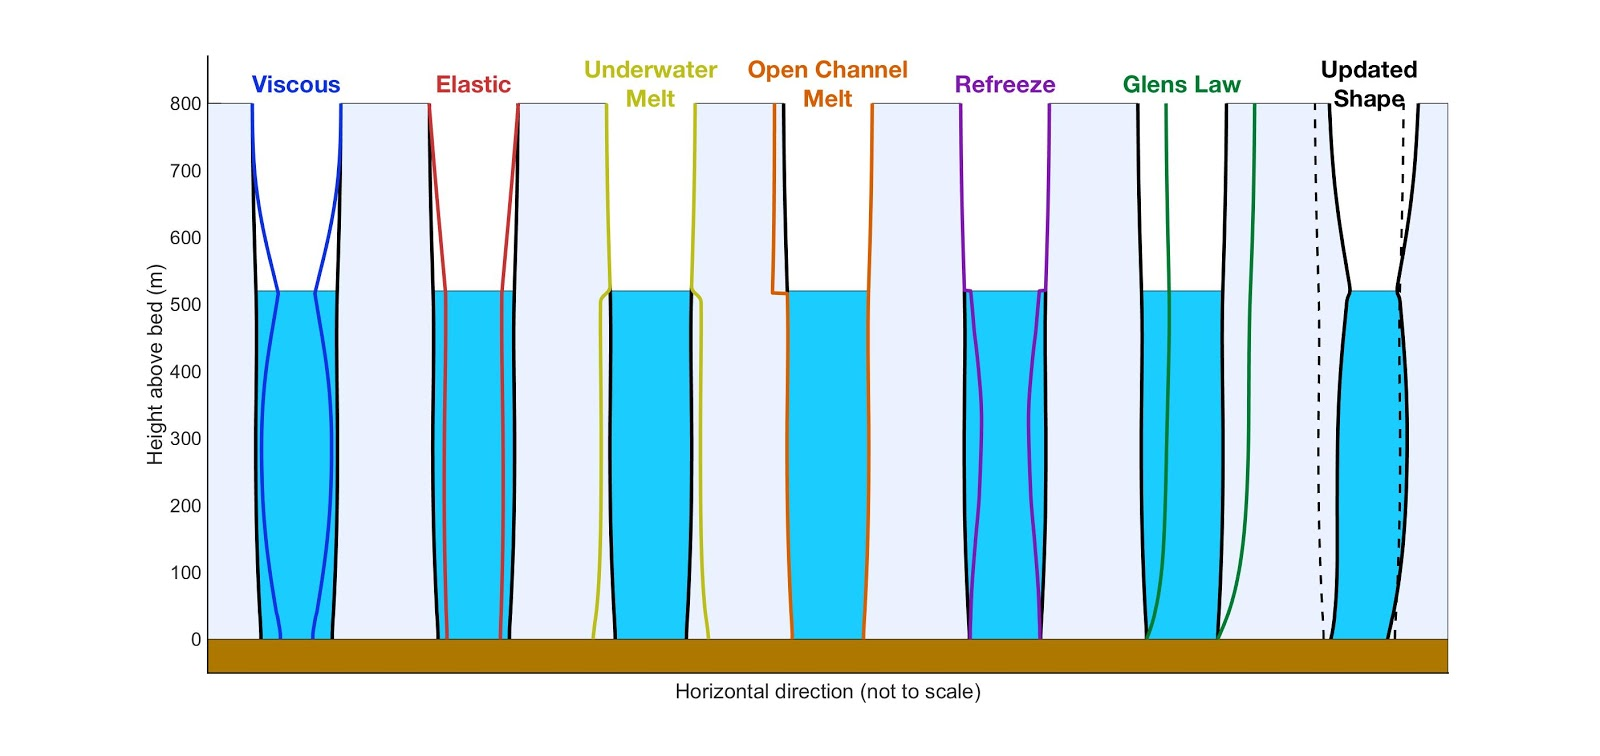 Viscous
Elastic
Underwater
Melt
Open Channel
Melt
Refreeze
Glens Law
Updated
Shape
800
700
600
500
400
300
200
100
0
Height above bed (m)
Horizontal direction (not to scale)